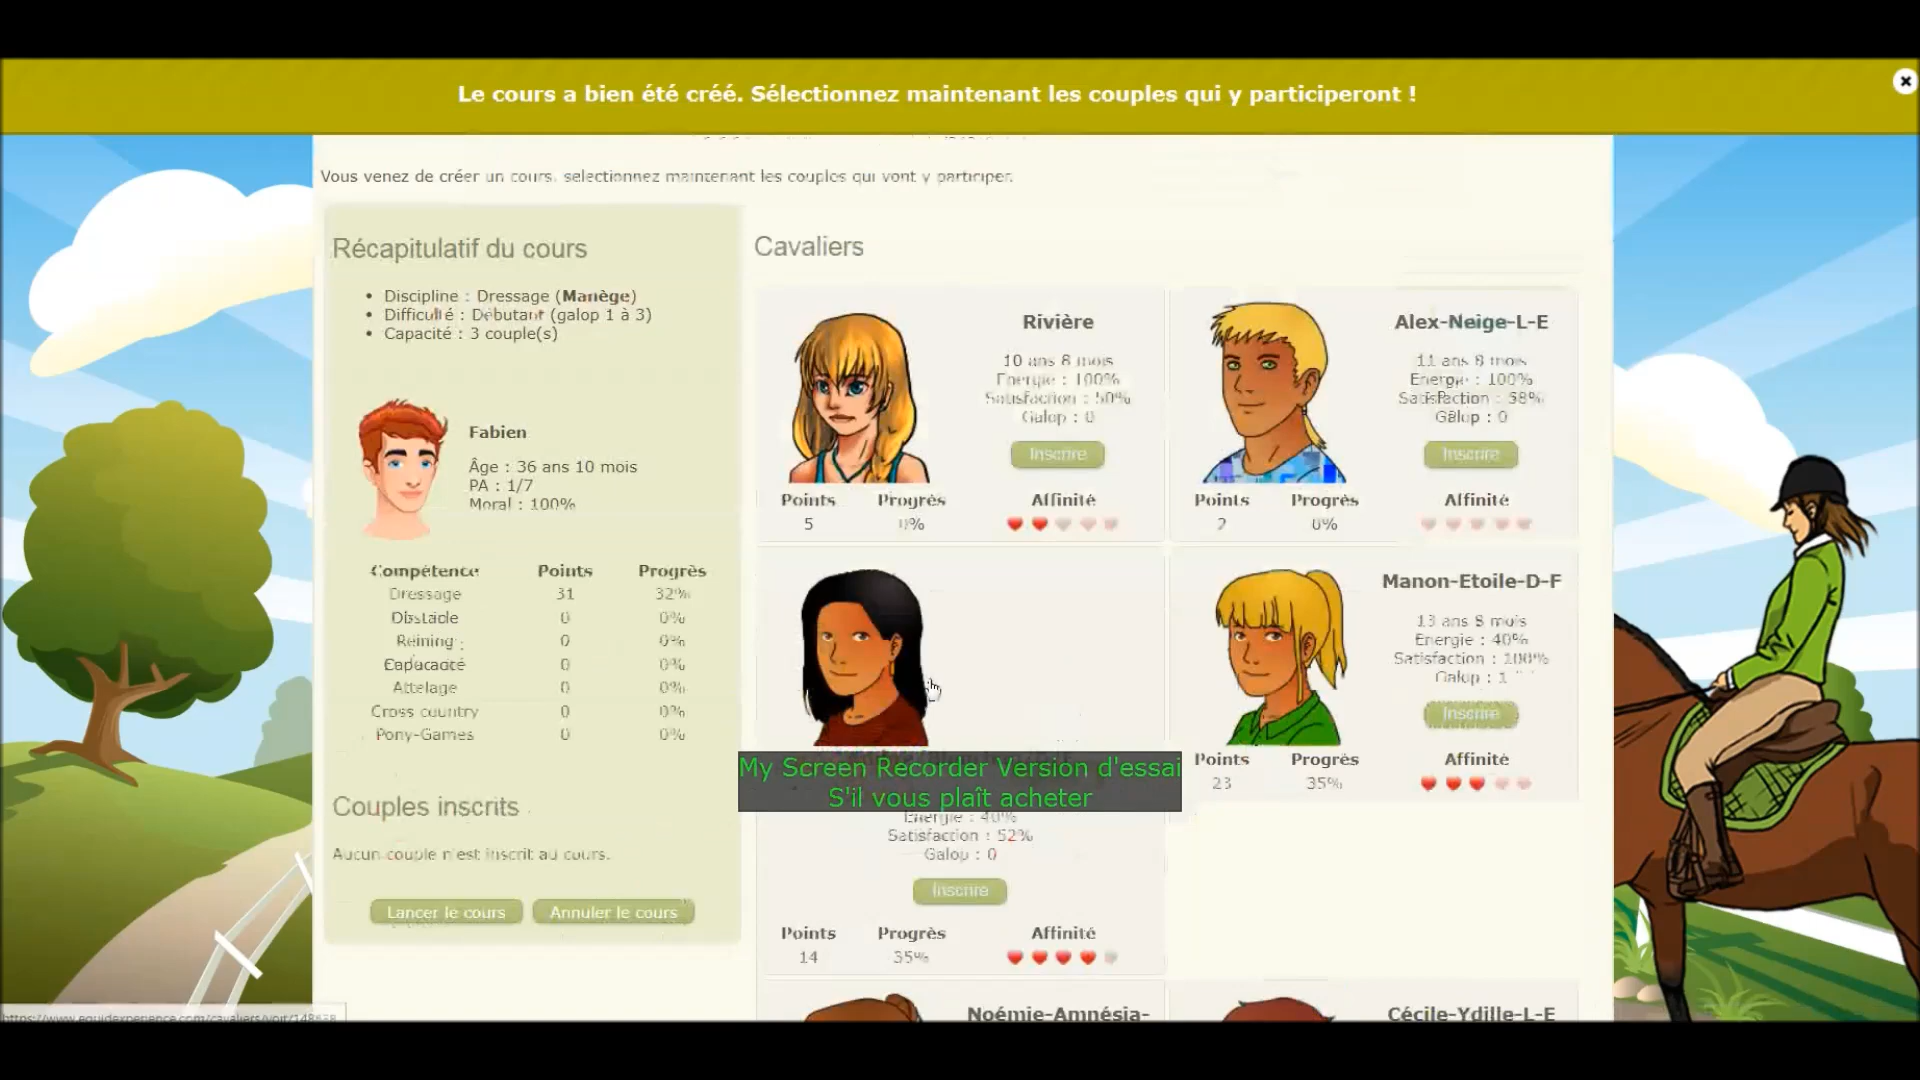 Le cours a bien été créé. Sélectionnez maintenant les couples qui y participeront !
Vous venez de créer un cours, selectionnez maintenant les couples qui vont y participer.
Récapitulatif du cours
Discipline : Dressage (Manège)
Difficulté : Débutant (galop 1 à 3)
Capacité : 3 couple(s)
Fabien
Âge : 36 ans 10 mois
PA : 1/7
Moral : 100%
Compétence Points Progrès
Dressage 31 32%
Obstacle 0 0%
Reining 0 0%
0 0%
Attelage 0 0%
Cross country 0 0%
Pony-Games 0 0%
Couples inscrits
Aucun couple n'est inscrit au cours.
Lancer le cours Annuler le cours
Cavaliers
Rivière
10 ans 8 mois
Energie : 100%
Satisfaction : 50%
Galop : 0
Inscrire
Points Progrès Affinité
5 0%
Alex-Neige-L-E
11 ans 8 mois
Energie : 100%
Satisfaction : 58%
Galop : 0
Inscrire
Points Progrès Affinité
2 0%
Energie : 40%
Satisfaction : 52%
Galop : 0
Inscrire
Points Progrès Affinité
14 35%
Manon-Etoile-D-F
13 ans 8 mois
Energie : 40%
Satisfaction : 100%
Galop : 1
Inscrire
Points Progrès Affinité
23 35%
My Screen Recorder Version d'essai
S'il vous plaît acheter
Noémie-Amnésia-
Cécile-Ydille-L-E